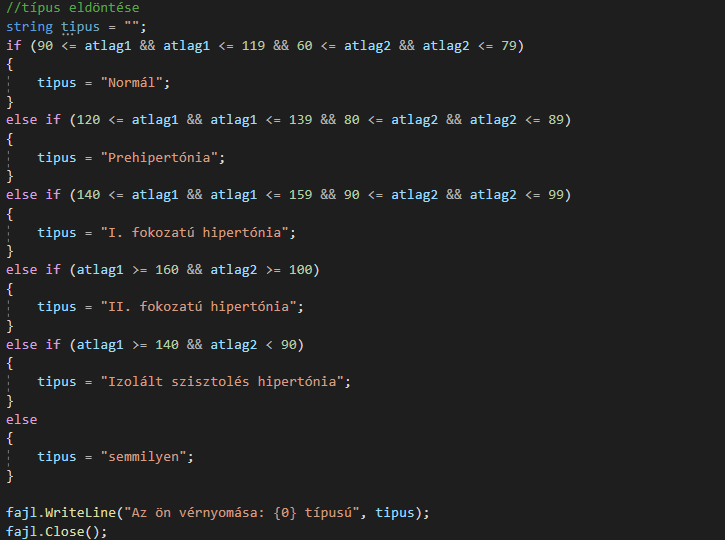 //típus eldöntése
string tipus = "";
if (90 <= atlag1 && atlag1 <= 119 && 60 <= atlag2 && atlag2 <= 79)
{
    tipus = "Normál";
}
else if (120 <= atlag1 && atlag1 <= 139 && 80 <= atlag2 && atlag2 <= 89)
{
    tipus = "Prehipertónia";
}
else if (140 <= atlag1 && atlag1 <= 159 && 90 <= atlag2 && atlag2 <= 99)
{
    tipus = "I. fokozatú hipertónia";
}
else if (atlag1 >= 160 && atlag2 >= 100)
{
    tipus = "II. fokozatú hipertónia";
}
else if (atlag1 >= 140 && atlag2 < 90)
{
    tipus = "Izolált szisztolés hipertónia";
}
else
{
    tipus = "semmilyen";
}

fajl.WriteLine("Az ön vérnyomása: {0} típusú", tipus);
fajl.Close();